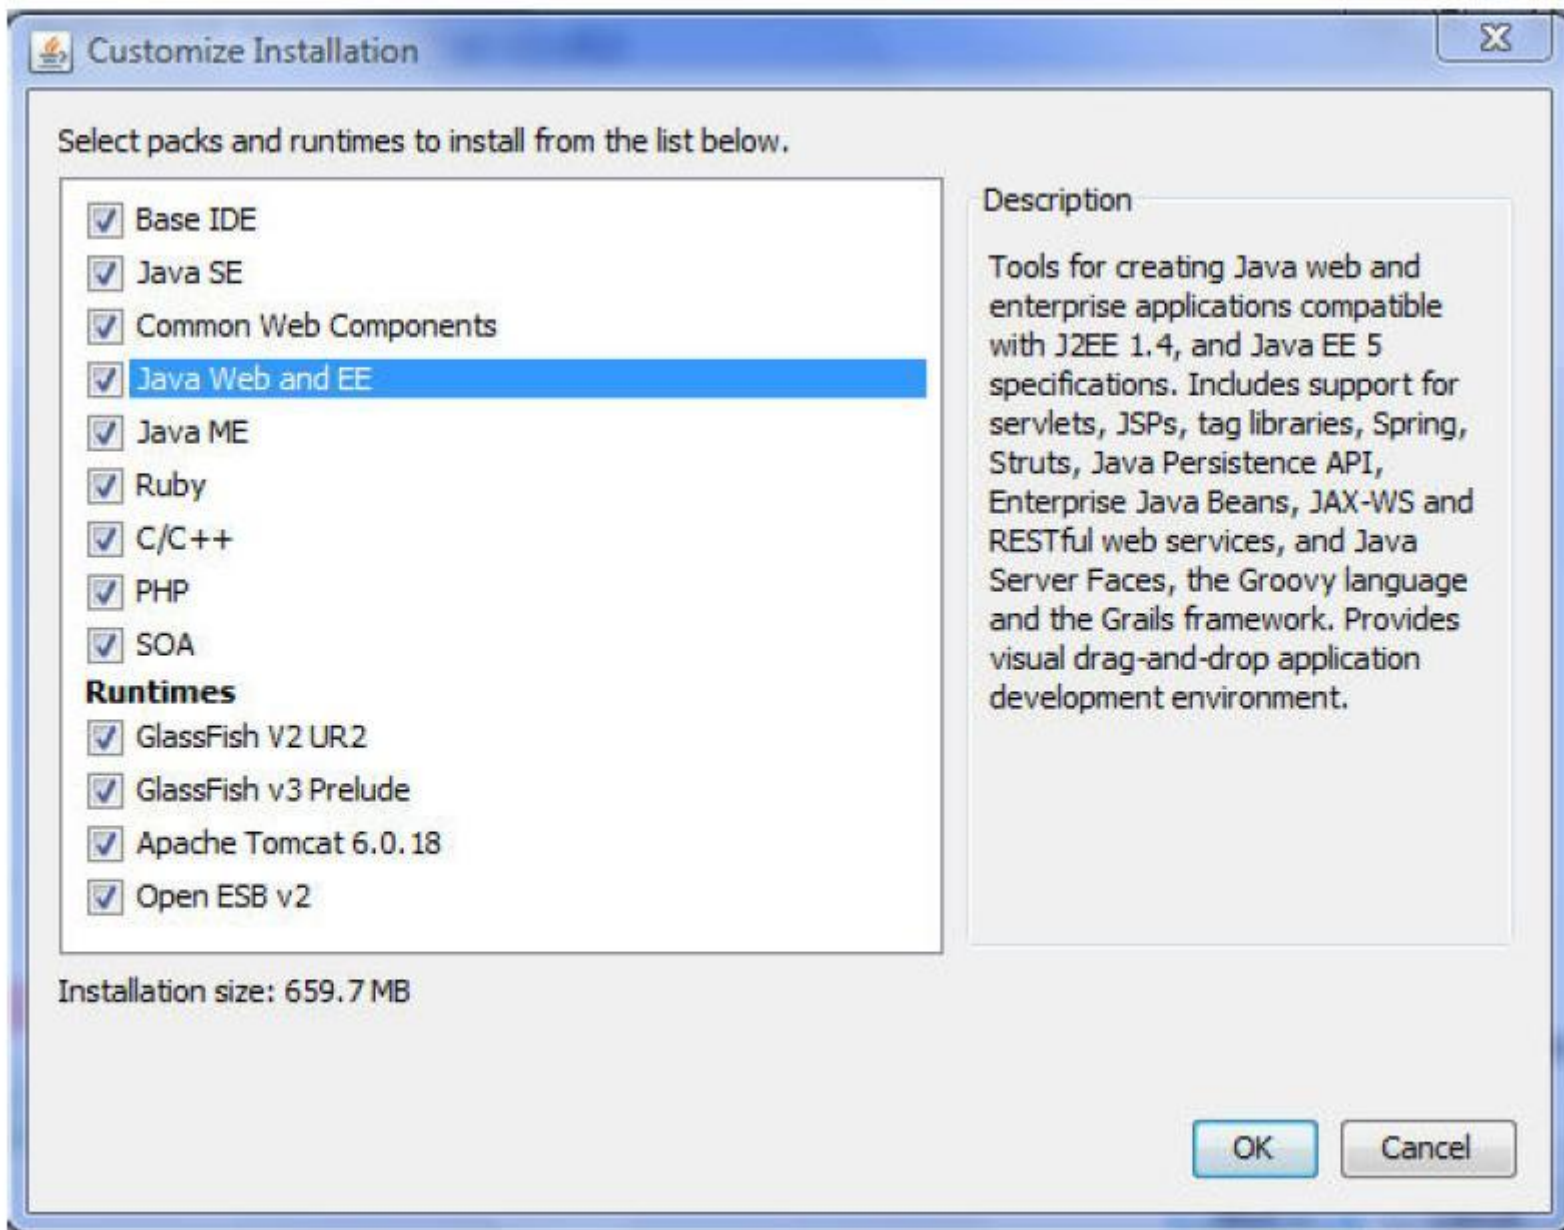 Customize Installation
Select packs and runtimes to install from the list below.
Base IDE
Java SE
Common Web Components
Java Web and EE
Java ME
Ruby
C/C++
PHP
SOA
Runtimes
GlassFish V2 UR2
GlassFish v3 Prelude
Apache Tomcat 6.0.18
Open ESB v2
Description
Tools for creating Java web and
enterprise applications compatible
with J2EE 1.4, and Java EE 5
specifications. Includes support for
servlets, JSPs, tag libraries, Spring,
Struts, Java Persistence API,
Enterprise Java Beans, JAX-WS and
RESTful web services, and Java
Server Faces, the Groovy language
and the Grails framework. Provides
visual drag-and-drop application
development environment.
Installation size: 659.7 MB
OK
Cancel